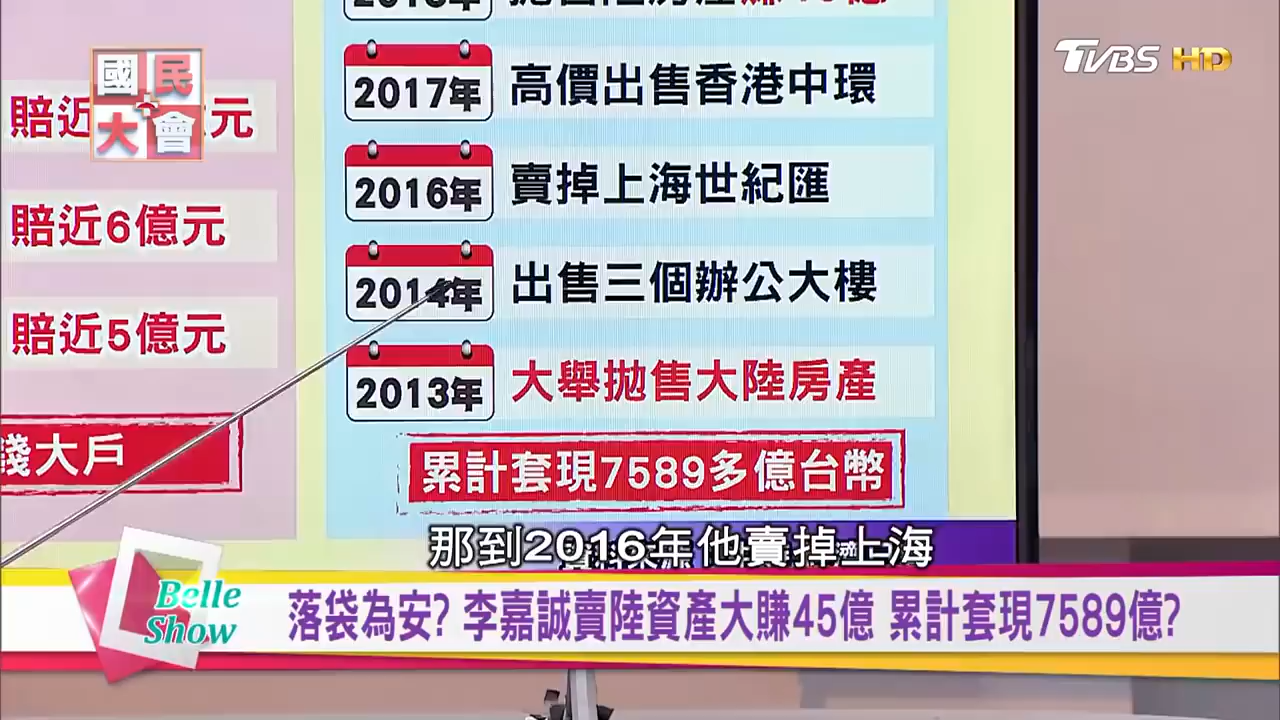 國民大會
TVBS HD
賠近
元
賠近6億元
賠近5億元
錢大戶
2017年 高價出售香港中環
2016年 賣掉上海世紀匯
2014年 出售三個辦公大樓
2013年 大舉拋售大陸房產
累計套現7589多億台幣
那到2016年他賣掉上海
Belle Show
落袋為安? 李嘉誠賣陸資產大賺45億 累計套現7589億?